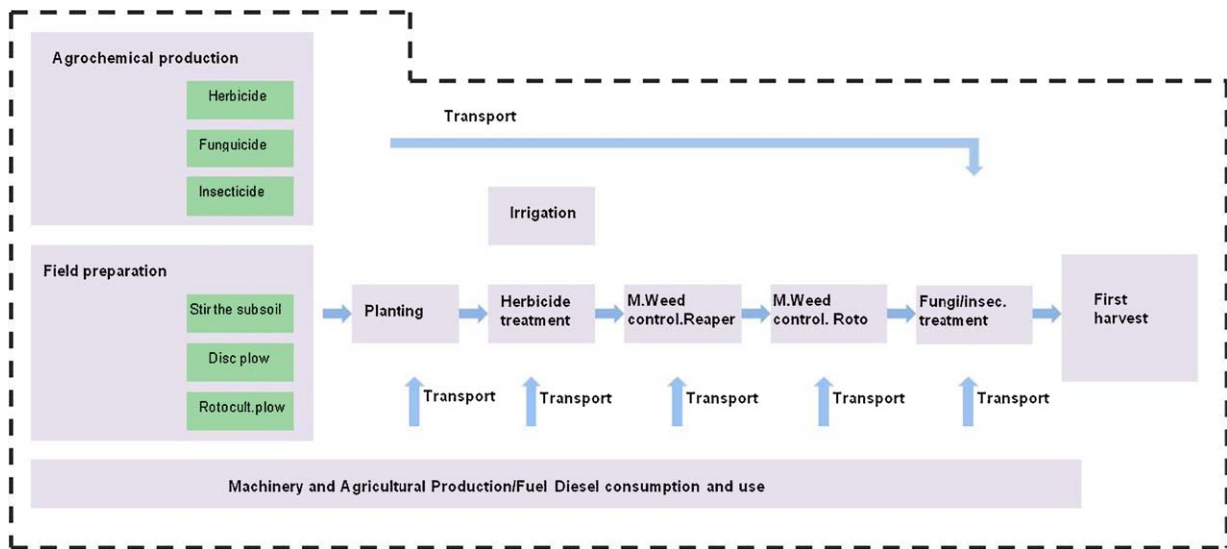 Agrochemical production
Herbicide
Funguicide
Insecticide
Transport
Irrigation
Field preparation
Stir the subsoil
Disc plow
Rotocult.plow
Planting
Herbicide
treatment
M.Weed
control.Reaper
M.Weed
control. Roto
Fungi/insec.
treatment
First
harvest
Transport
Transport
Transport
Transport
Transport
Machinery and Agricultural Production/Fuel Diesel consumption and use